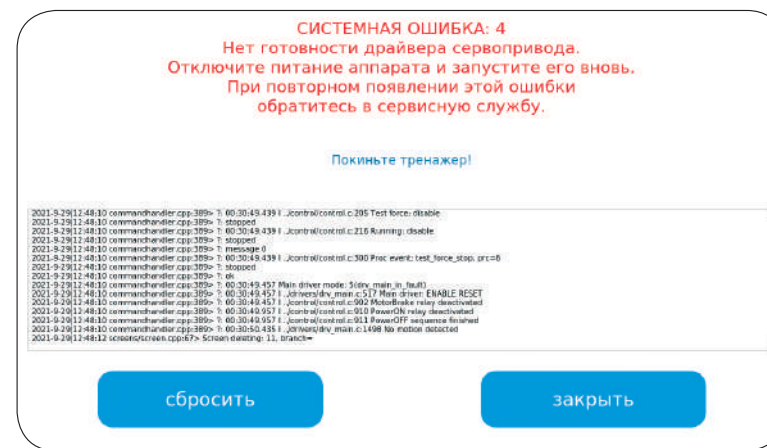 СИСТЕМНАЯ ОШИБКА: 4
Нет готовности драйвера сервопривода.
Отключите питание аппарата и запустите его вновь.
При повторном появлении этой ошибки
обратитесь в сервисную службу.
Покиньте тренажер!
2021-9-29|12:48:10 commandhandler.cpp:389> ?: 00:30:49.439 I ../control/control.c:205 Test force: disable
2021-9-29|12:48:10 commandhandler.cpp:389> ?: stopped
2021-9-29|12:48:10 commandhandler.cpp:389> ?: 00:30:49.439 I ../control/control.c:216 Running: disable
2021-9-29|12:48:10 commandhandler.cpp:389> ?: stopped
2021-9-29|12:48:10 commandhandler.cpp:389> ?: message:0
2021-9-29|12:48:10 commandhandler.cpp:389> ?: 00:30:49.439 I ../control/control.c:300 Proc event: test_force_stop, prc=6
2021-9-29|12:48:10 commandhandler.cpp:389> ?: stopped
2021-9-29|12:48:10 commandhandler.cpp:389> ?: ok
2021-9-29|12:48:10 commandhandler.cpp:389> ?: 00:30:49.457 Main driver mode: 5(drv_main_in_fault)
2021-9-29|12:48:10 commandhandler.cpp:389> ?: 00:30:49.457 I ../drivers/drv_main.c:517 Main driver: ENABLE RESET
2021-9-29|12:48:10 commandhandler.cpp:389> ?: 00:30:49.457 I ../control/control.c:902 MotorBrake relay deactivated
2021-9-29|12:48:10 commandhandler.cpp:389> ?: 00:30:49.957 I ../control/control.c:910 PowerON relay deactivated
2021-9-29|12:48:10 commandhandler.cpp:389> ?: 00:30:49.957 I ../control/control.c:911 PowerOFF sequence finished
2021-9-29|12:48:10 commandhandler.cpp:389> ?: 00:30:50.435 I ../drivers/drv_main.c:1498 No motion detected
2021-9-29|12:48:12 screens/screen.cpp:67> Screen deleting: 11, branch=
сбросить
закрыть